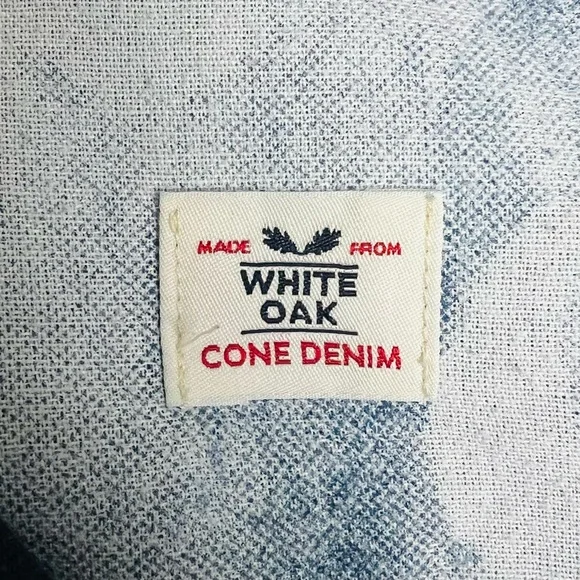 MADE FROM
WHITE
OAK
CONE DENIM